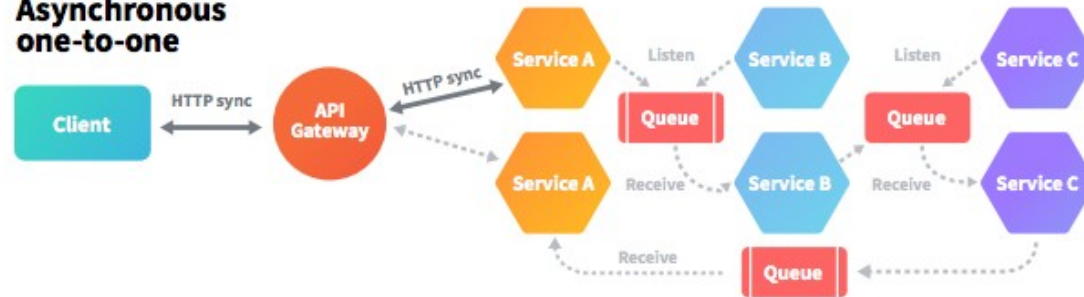 Asynchronous
one-to-one
Client
HTTP sync
API
Gateway
HTTP sync
Service A
Listen
Service B
Listen
Service C
Queue
Queue
Service A
Receive
Service B
Receive
Service C
Receive
Queue